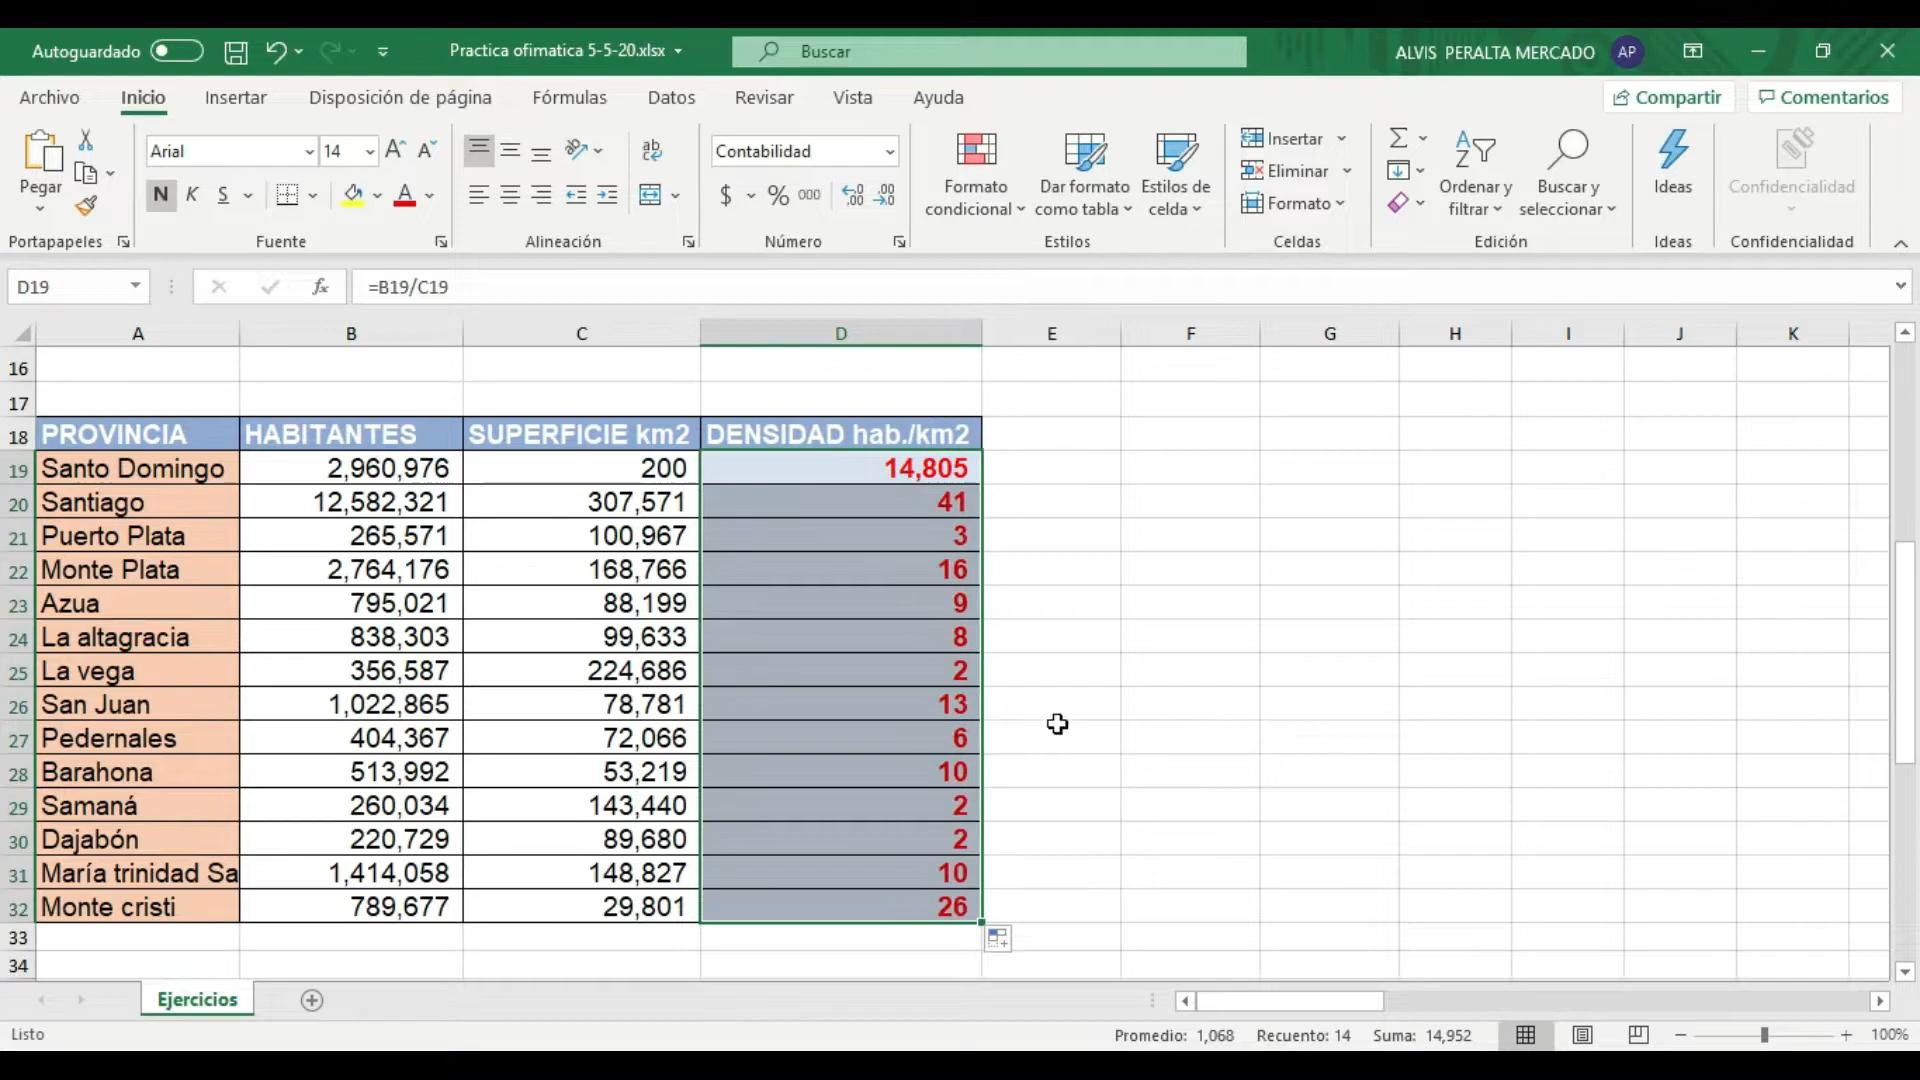 Autoguardado Practica ofimatica 5-5-20.xlsx Buscar ALVIS PERALTA MERCADO AP
Archivo Inicio Insertar Disposición de página Fórmulas Datos Revisar Vista Ayuda Compartir Comentarios
Pegar Arial 14 Contabilidad Formato condicional Dar formato como tabla Estilos de celda Insertar Eliminar Formato Ordenar y filtrar Buscar y seleccionar Ideas Confidencialidad
N K S $ % 000
Portapapeles Fuente Alineación Número Estilos Celdas Edición Ideas Confidencialidad
D19 fx =B19/C19
A B C D E F G H I J K
16
17
18 PROVINCIA HABITANTES SUPERFICIE km2 DENSIDAD hab./km2
19 Santo Domingo 2,960,976 200 14,805
20 Santiago 12,582,321 307,571 41
21 Puerto Plata 265,571 100,967 3
22 Monte Plata 2,764,176 168,766 16
23 Azua 795,021 88,199 9
24 La altagracia 838,303 99,633 8
25 La vega 356,587 224,686 2
26 San Juan 1,022,865 78,781 13
27 Pedernales 404,367 72,066 6
28 Barahona 513,992 53,219 10
29 Samaná 260,034 143,440 2
30 Dajabón 220,729 89,680 2
31 María trinidad Sa 1,414,058 148,827 10
32 Monte cristi 789,677 29,801 26
33
34
Ejercicios
Listo Promedio: 1,068 Recuento: 14 Suma: 14,952 100%